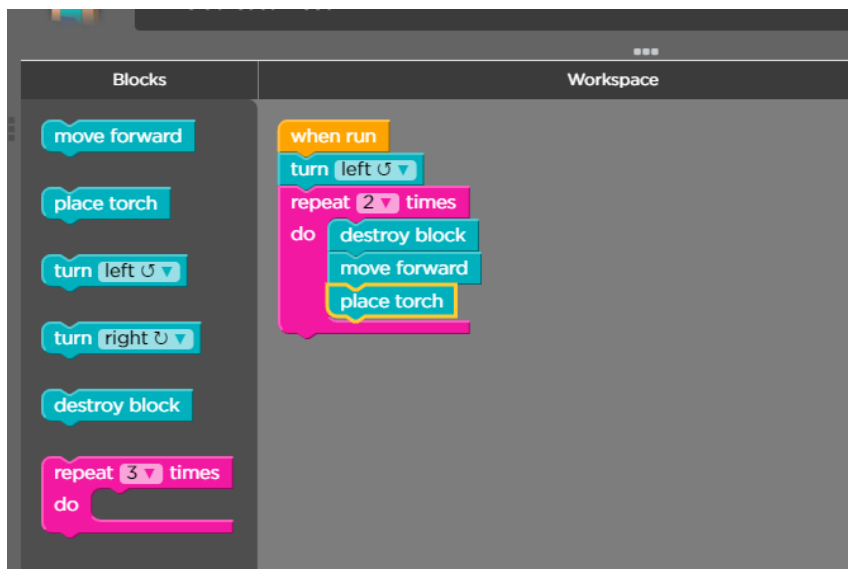 Blocks
Workspace
move forward
place torch
turn left ↺ ▼
turn right ↻ ▼
destroy block
repeat 3 ▼ times
do
when run
turn left ↺ ▼
repeat 2 ▼ times
do destroy block
move forward
place torch